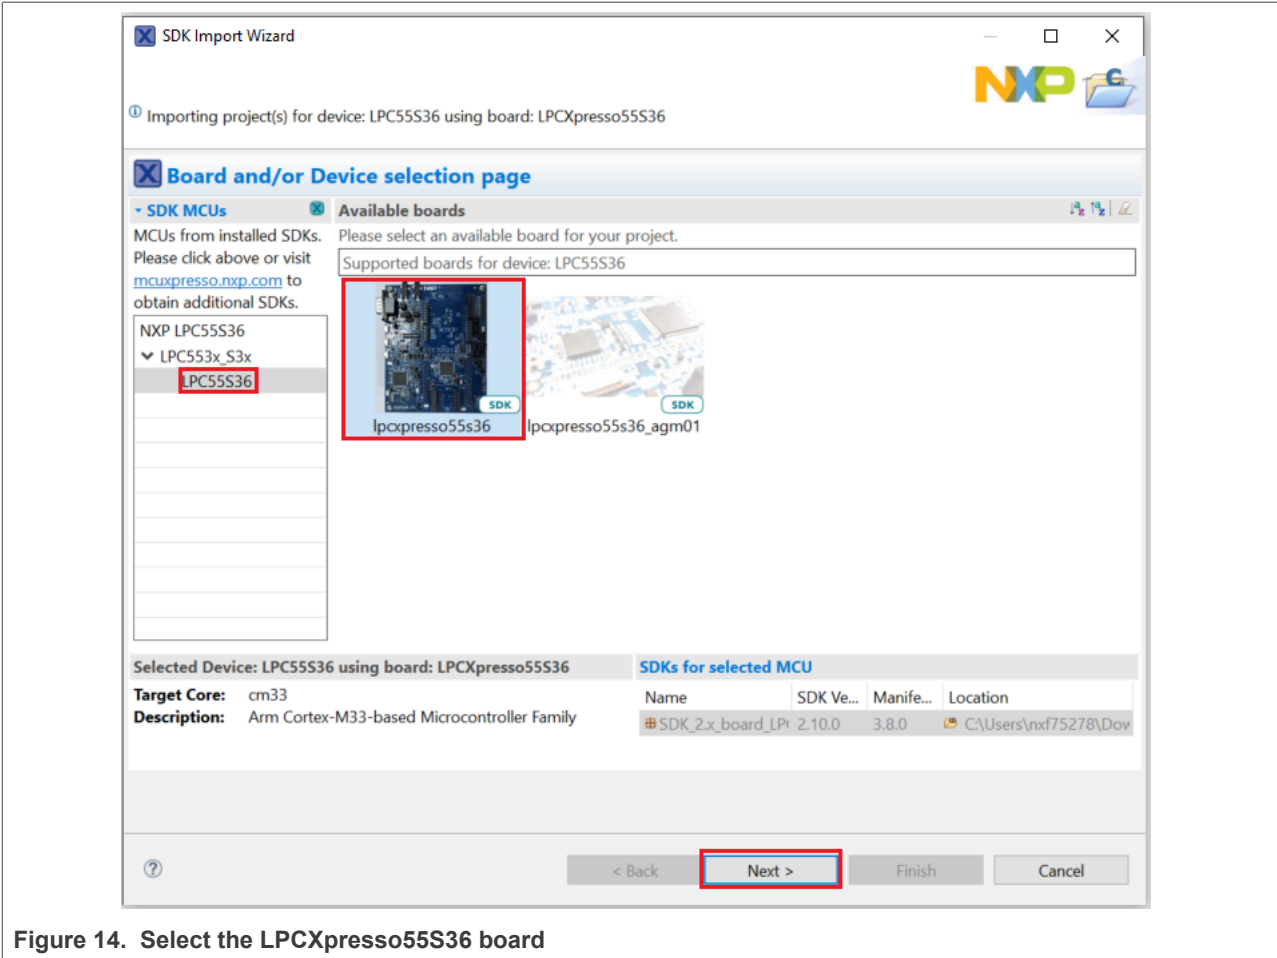 SDK Import Wizard
NXP
Importing project(s) for device: LPC55S36 using board: LPCXpresso55S36
Board and/or Device selection page
SDK MCUs
MCUs from installed SDKs.
Please click above or visit
mcuxpresso.nxp.com to
obtain additional SDKs.
NXP LPC55S36
LPC553x_S3x
LPC55S36
Available boards
Please select an available board for your project.
Supported boards for device: LPC55S36
SDK
lpcxpresso55s36
SDK
lpcxpresso55s36_agm01
Selected Device: LPC55S36 using board: LPCXpresso55S36
Target Core: cm33
Description: Arm Cortex-M33-based Microcontroller Family
SDKs for selected MCU
Name SDK Ve... Manife... Location
SDK_2.x_board_LP 2.10.0 3.8.0 C:\Users\nxf75278\Dow
< Back Next > Finish Cancel
Figure 14. Select the LPCXpresso55S36 board